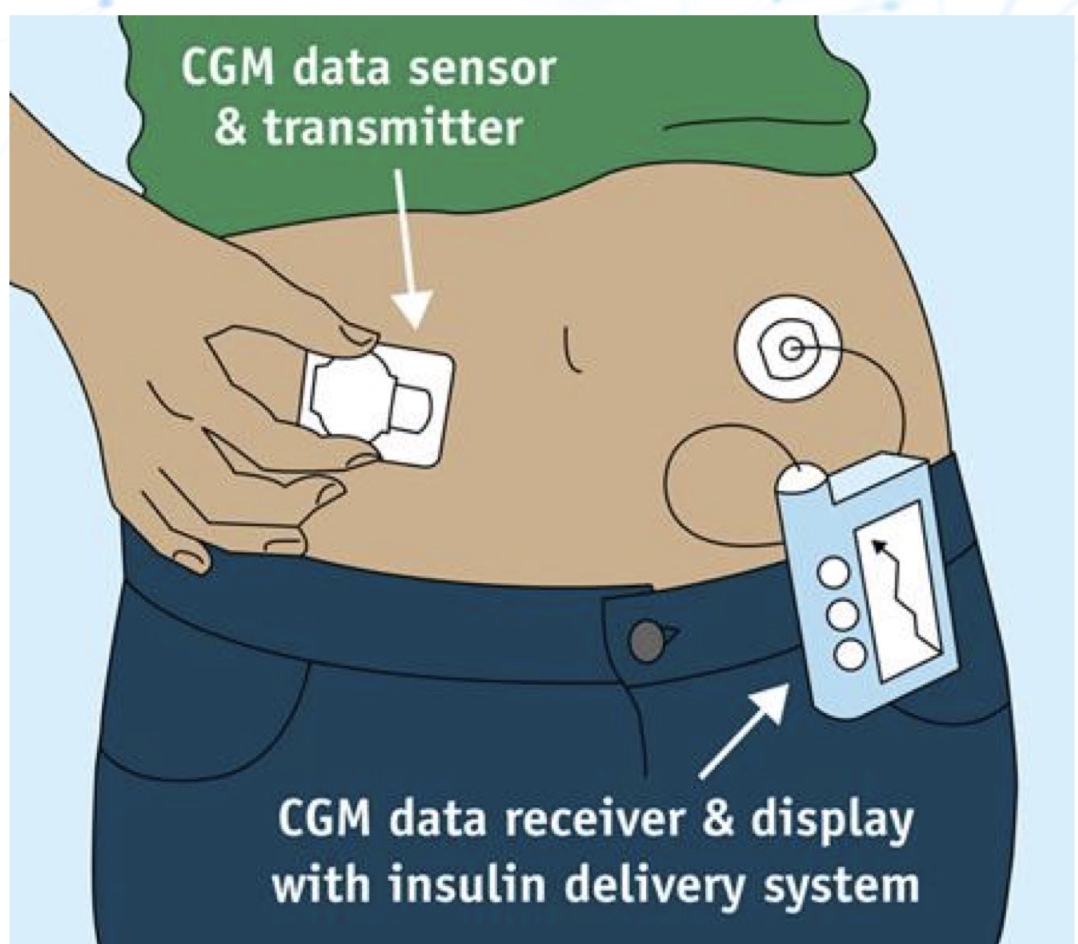 CGM data sensor
& transmitter
CGM data receiver & display
with insulin delivery system